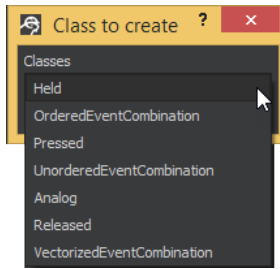 Class to create ? ×
Classes
Held
OrderedEventCombination
Pressed
UnorderedEventCombination
Analog
Released
VectorizedEventCombination